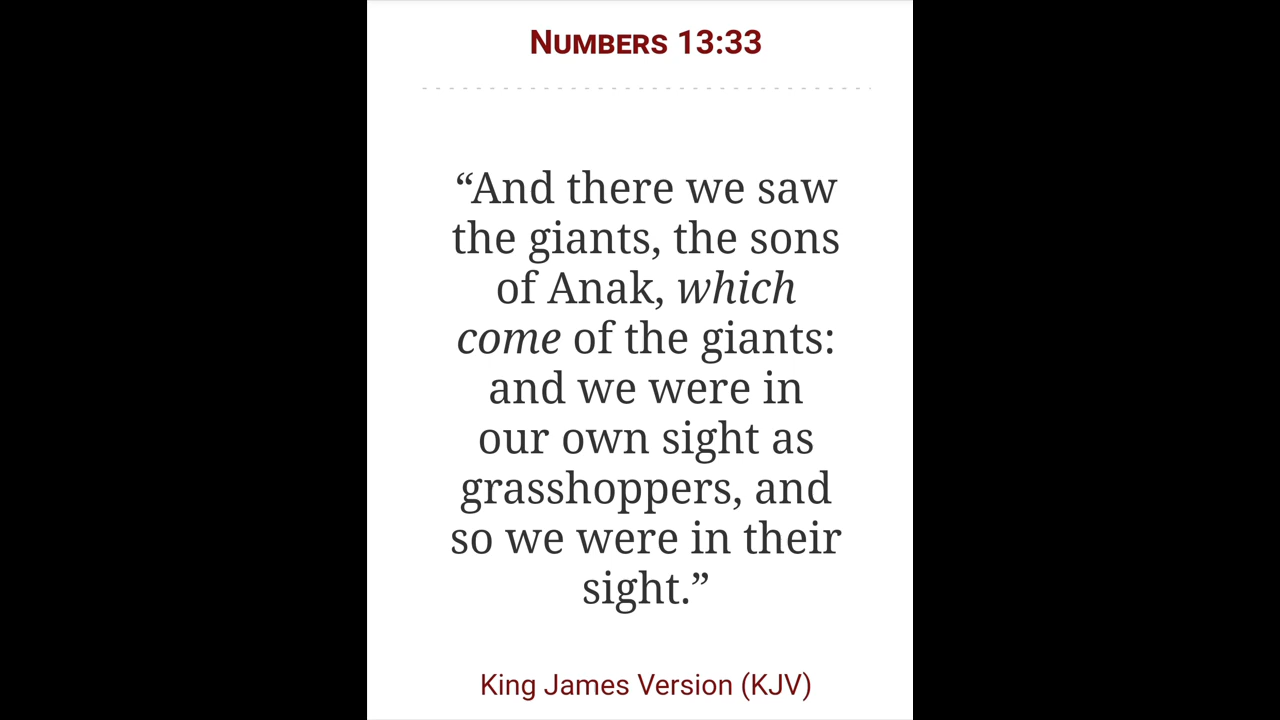 Numbers 13:33
“And there we saw
the giants, the sons
of Anak, which
come of the giants:
and we were in
our own sight as
grasshoppers, and
so we were in their
sight.”
King James Version (KJV)